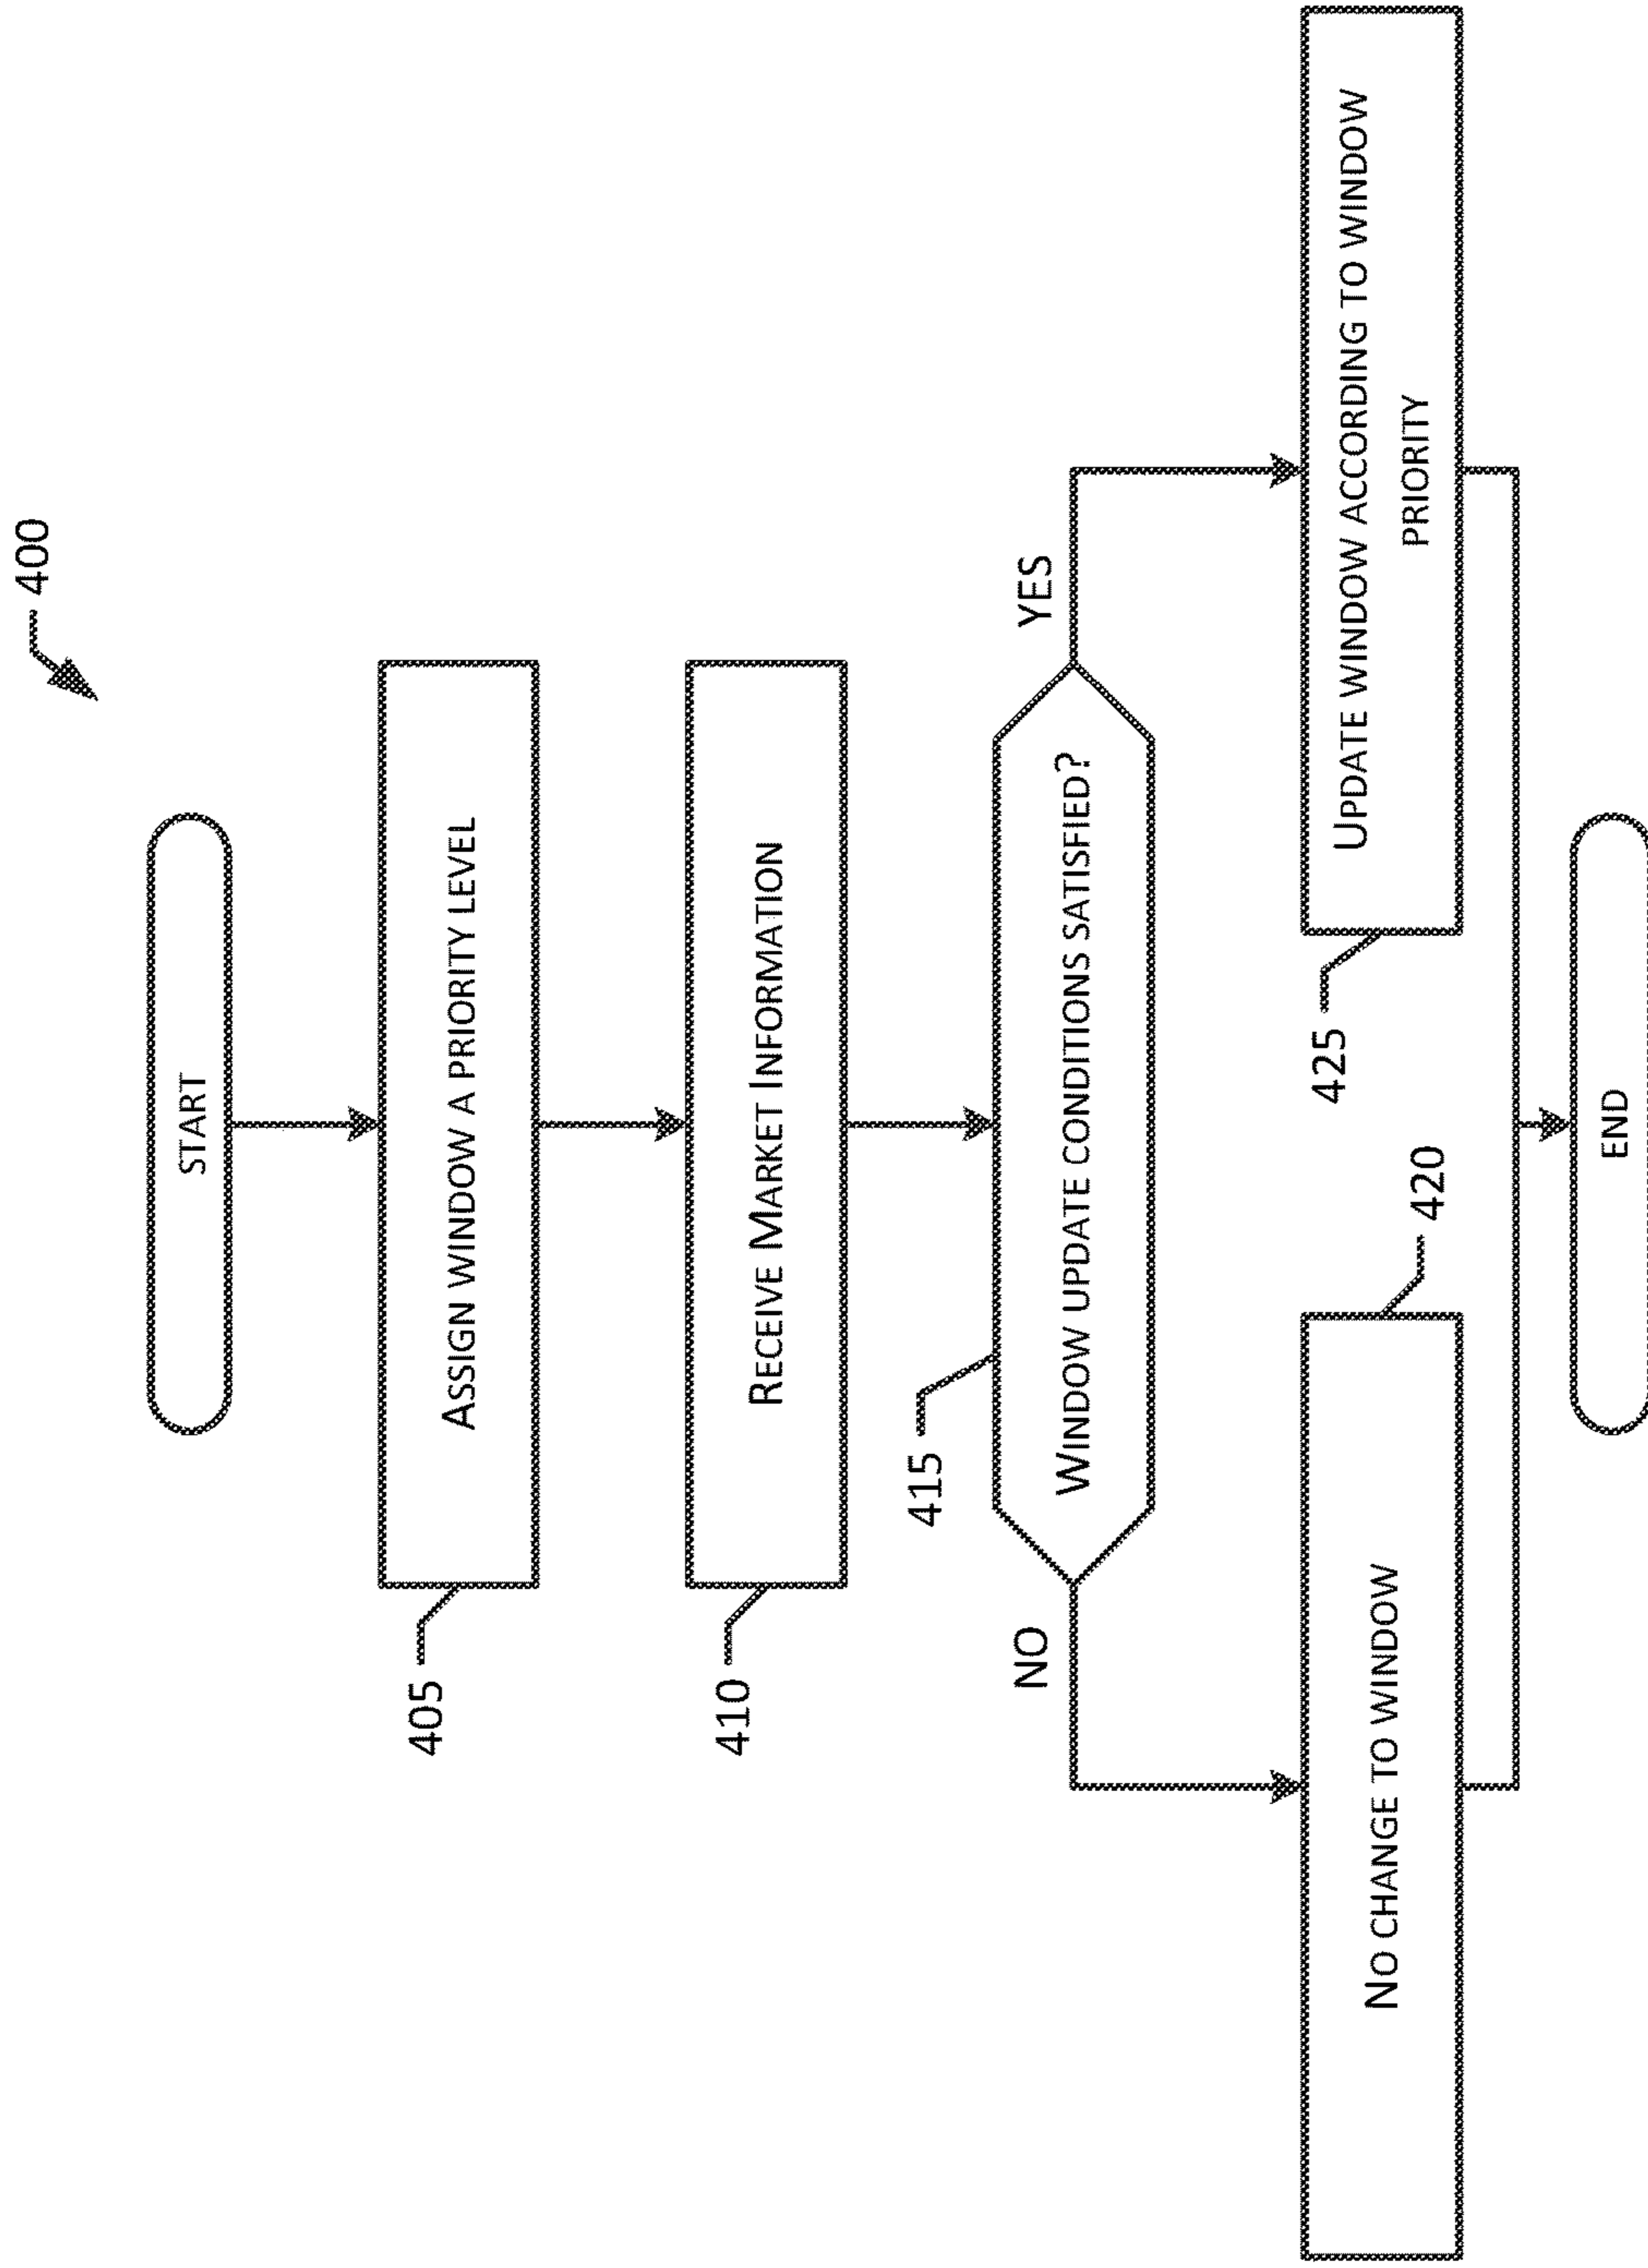 400
START
ASSIGN WINDOW A PRIORITY LEVEL
405
RECEIVE MARKET INFORMATION
410
415
WINDOW UPDATE CONDITIONS SATISFIED?
NO
YES
NO CHANGE TO WINDOW
420
425
UPDATE WINDOW ACCORDING TO WINDOW
PRIORITY
END